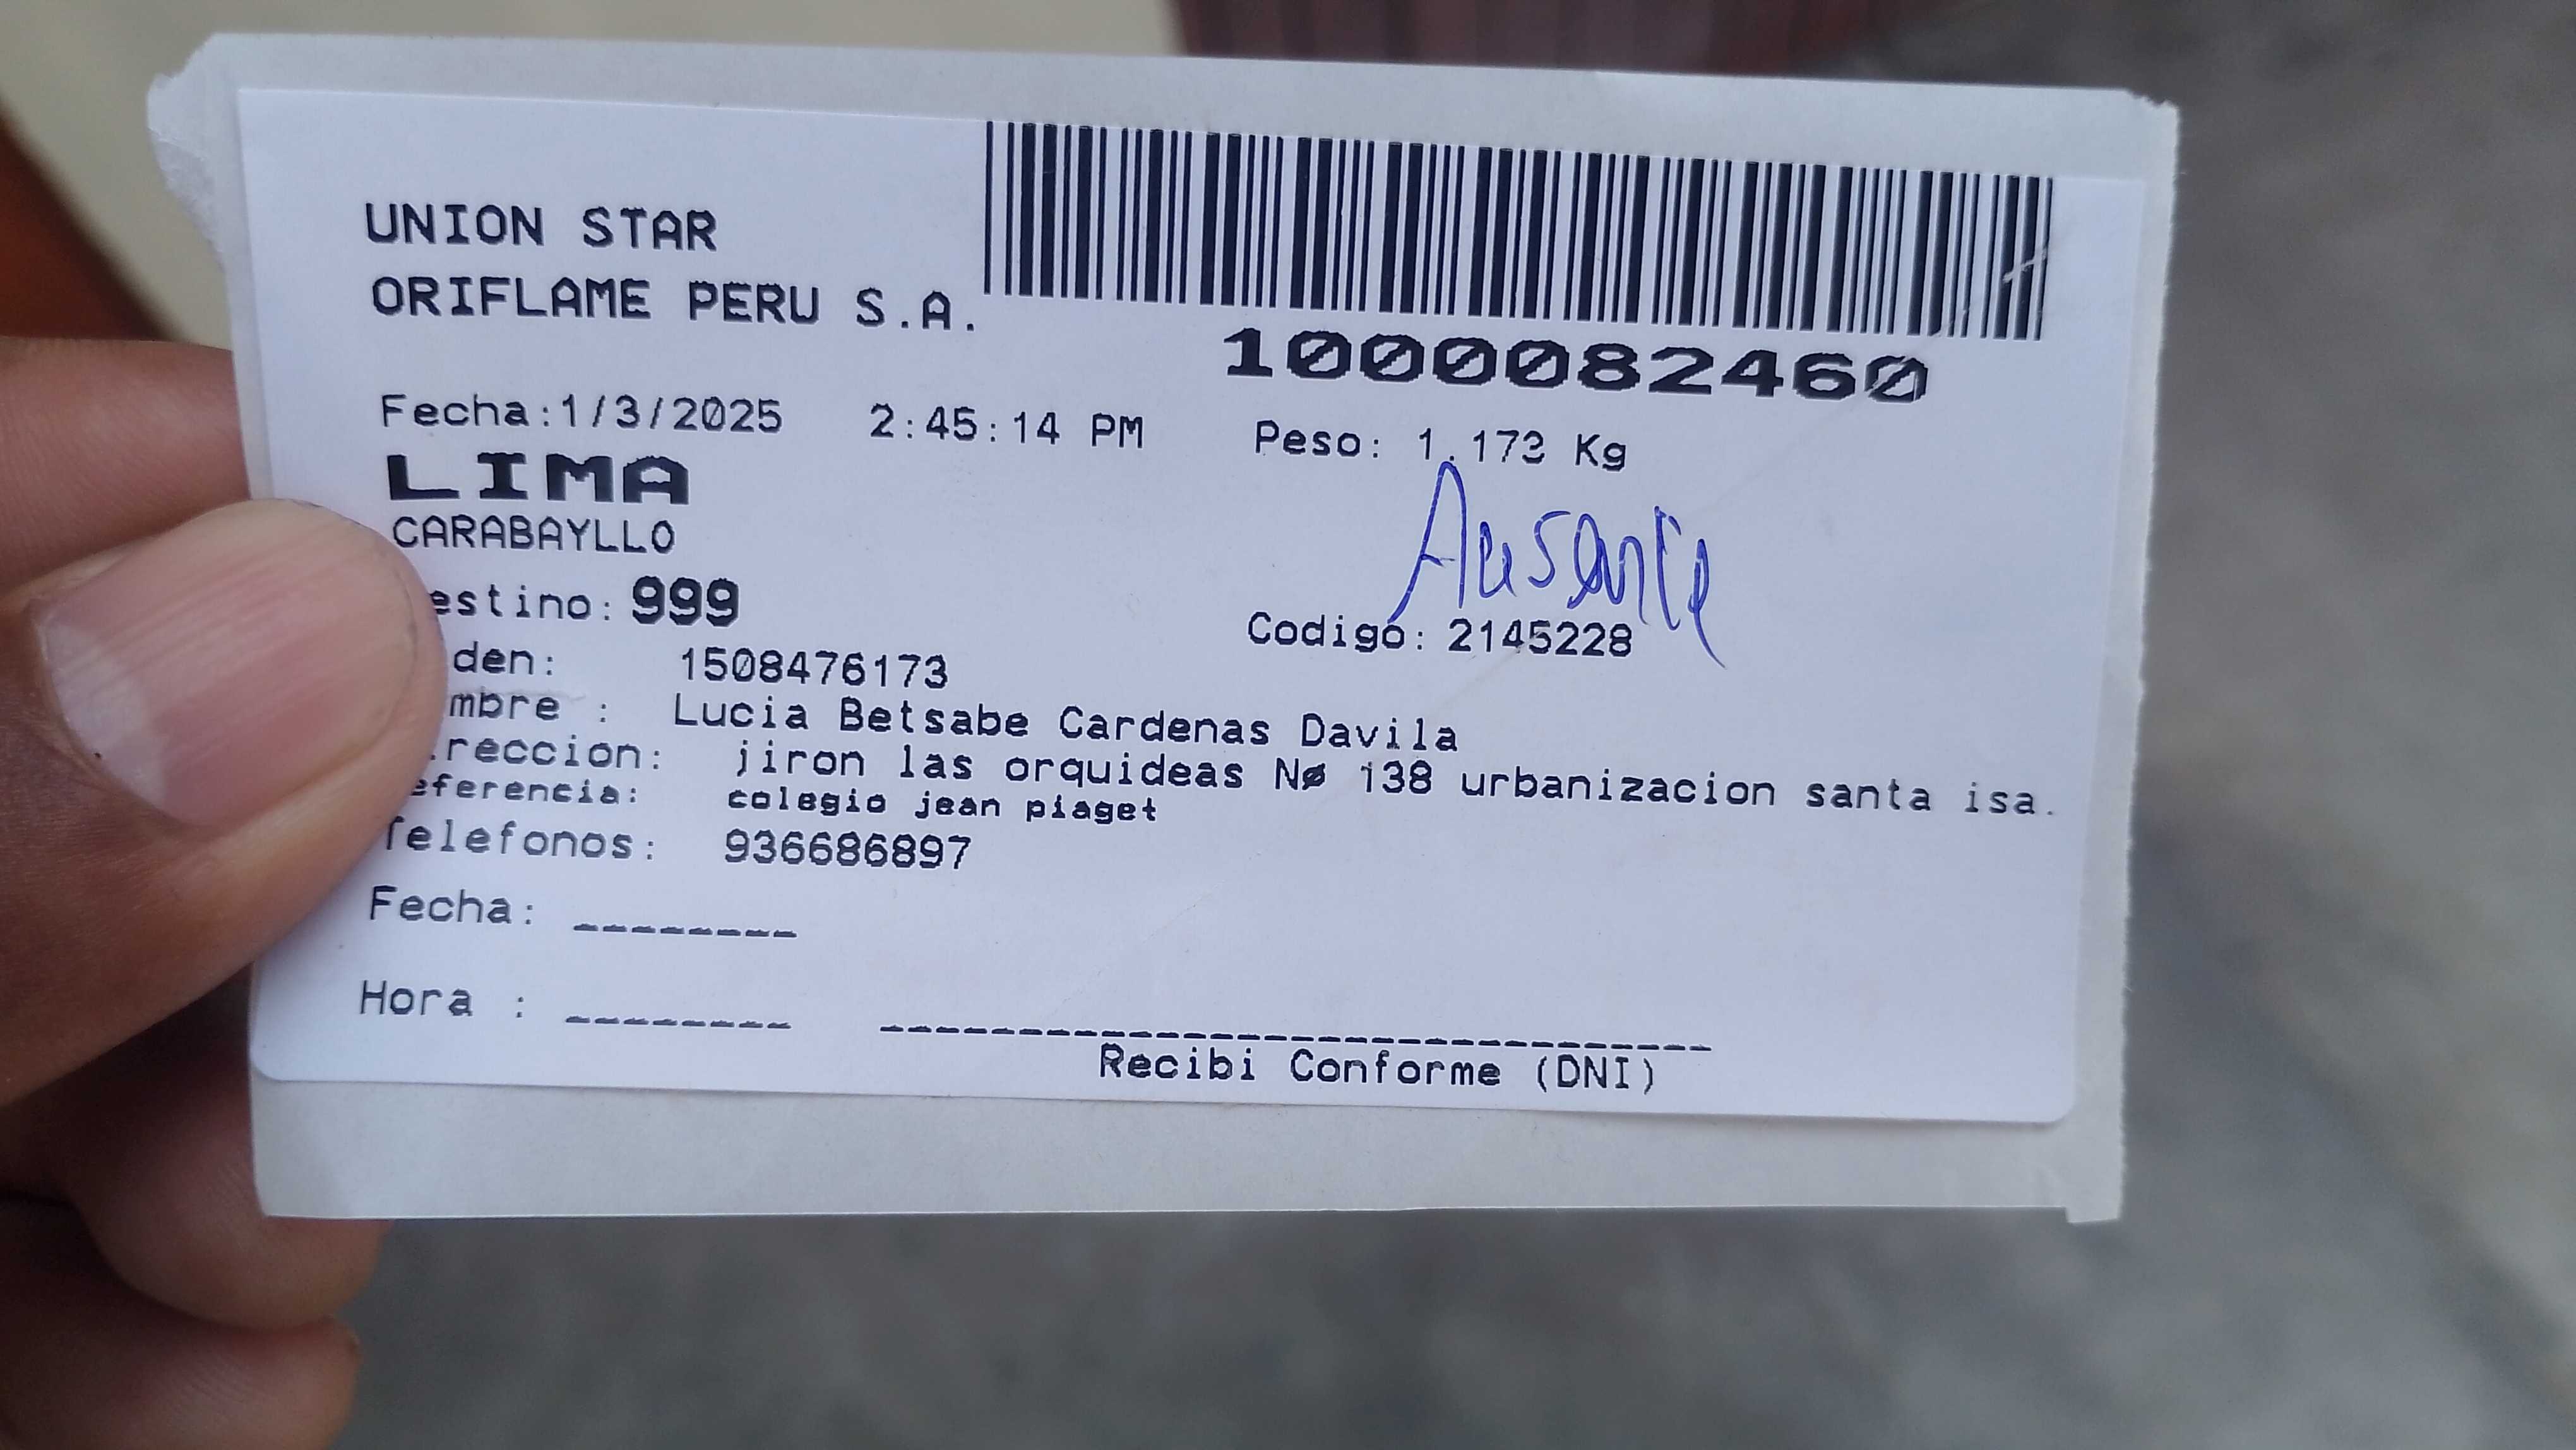 UNION STAR
ORIFLAME PERU S.A.
1000082460
Fecha:1/3/2025 2:45:14 PM Peso: 1.173 Kg
LIMA
CARABAYLLO
Ausente
estino: 999
Codigo: 2145228
den: 1508476173
mbre : Lucia Betsabe Cardenas Davila
reccion: jiron las orquideas Nø 138 urbanizacion santa isa.
eferencia: colegio jean piaget
Telefonos: 936686897
Fecha: ________
Hora : ________
Recibi Conforme (DNI)